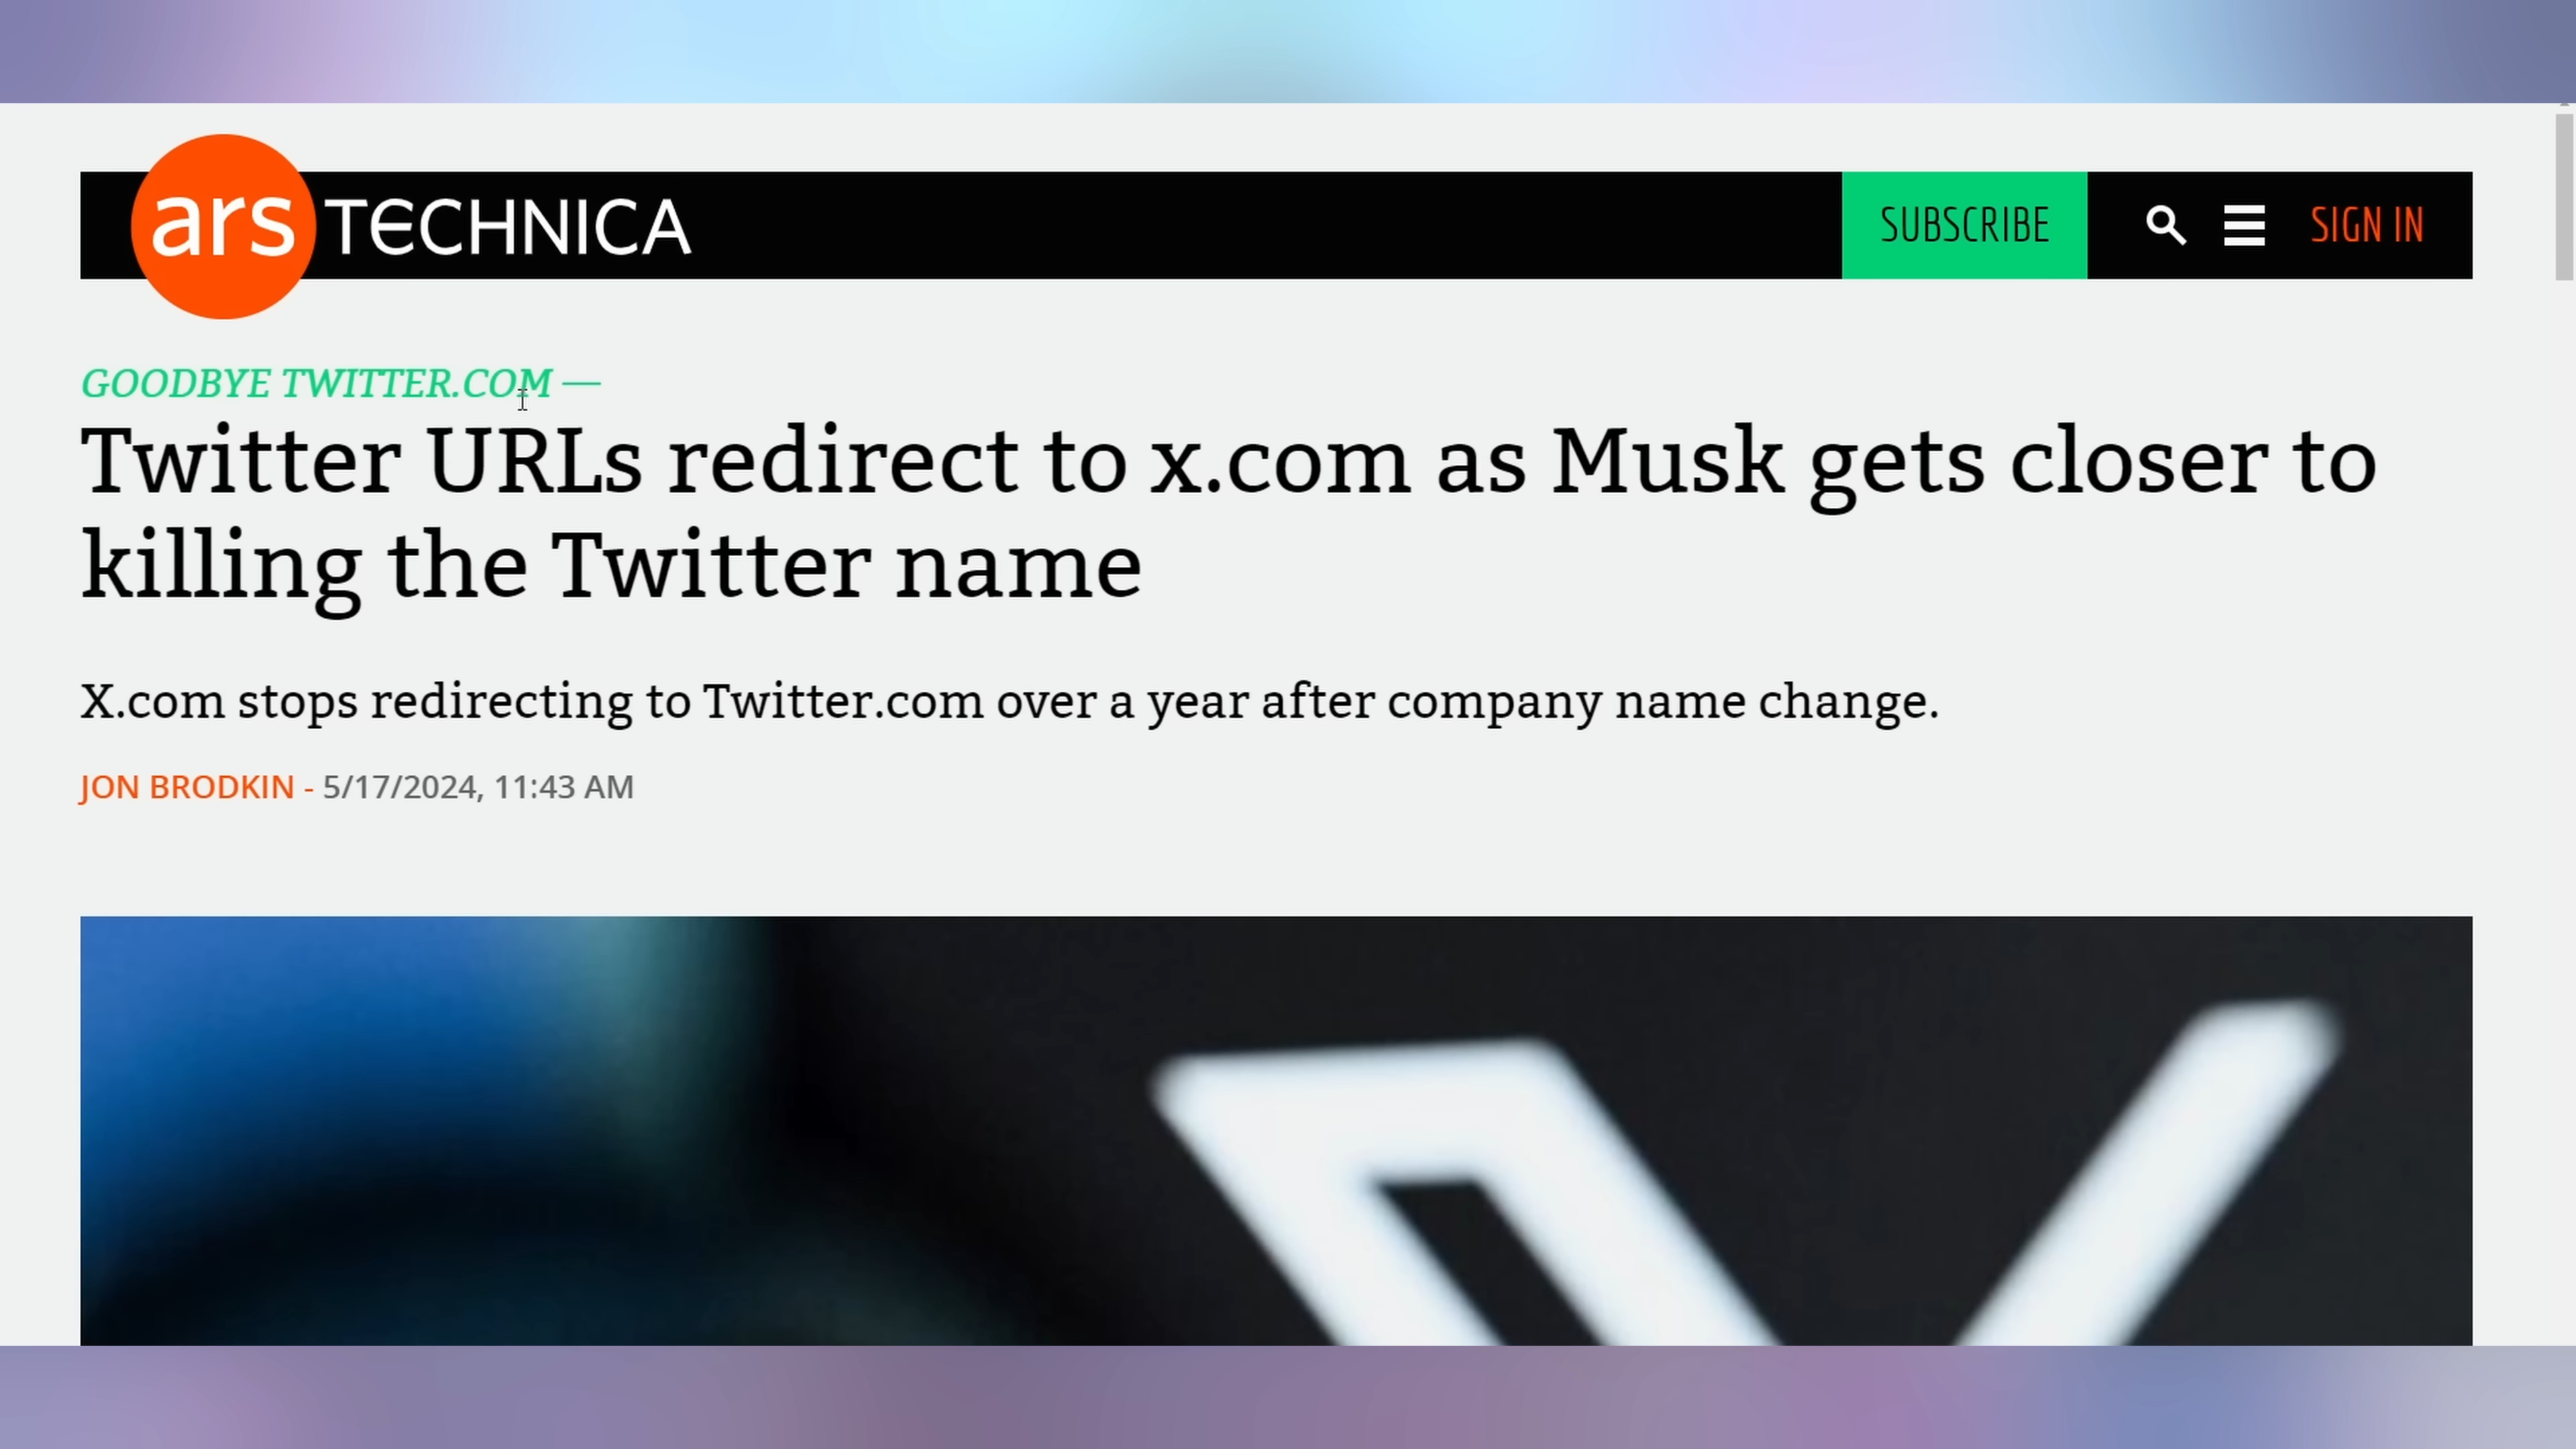 ars TECHNICA
SUBSCRIBE
SIGN IN
GOODBYE TWITTER.COM —
Twitter URLs redirect to x.com as Musk gets closer to
killing the Twitter name
X.com stops redirecting to Twitter.com over a year after company name change.
JON BRODKIN - 5/17/2024, 11:43 AM